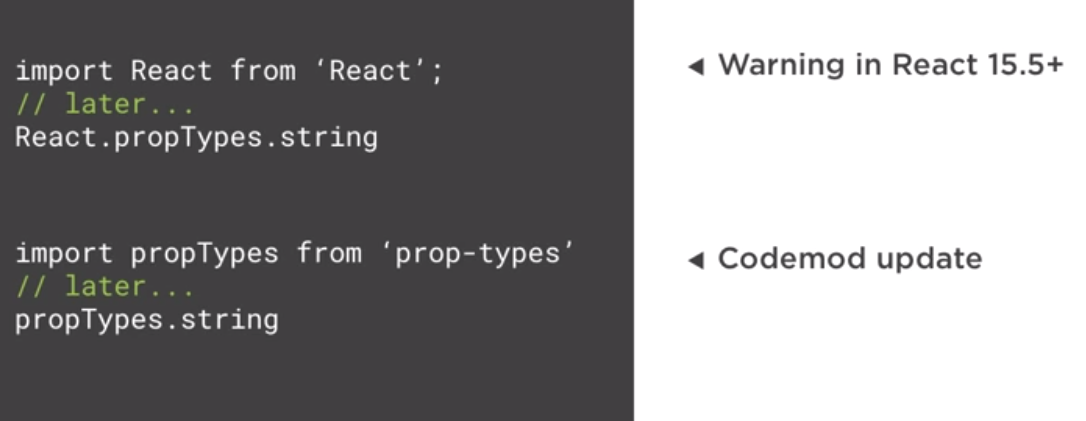 import React from ‘React’;
◀ Warning in React 15.5+
// later...
React.propTypes.string
import propTypes from ‘prop-types’
◀ Codemod update
// later...
propTypes.string